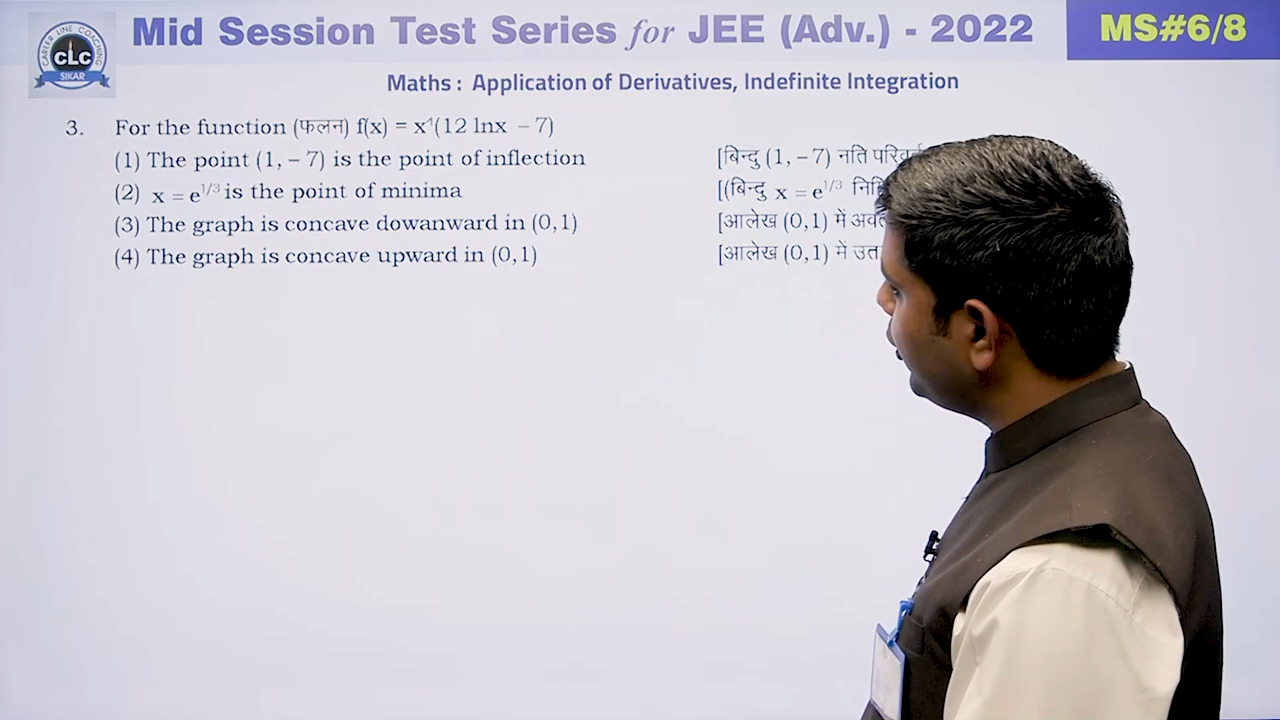 CAREER LINE COACHING
CLC
SIKAR
Mid Session Test Series for JEE (Adv.) - 2022
MS#6/8
Maths : Application of Derivatives, Indefinite Integration
3. For the function (फलन) f(x) = x⁴(12 lnx – 7)
(1) The point (1, – 7) is the point of inflection [बिन्दु (1, – 7) नति
(2) x = e^1/3 is the point of minima [(बिन्दु x = e^1/3
(3) The graph is concave dowanward in (0,1) [आलेख (0,1) में
(4) The graph is concave upward in (0,1) [आलेख (0,1) में